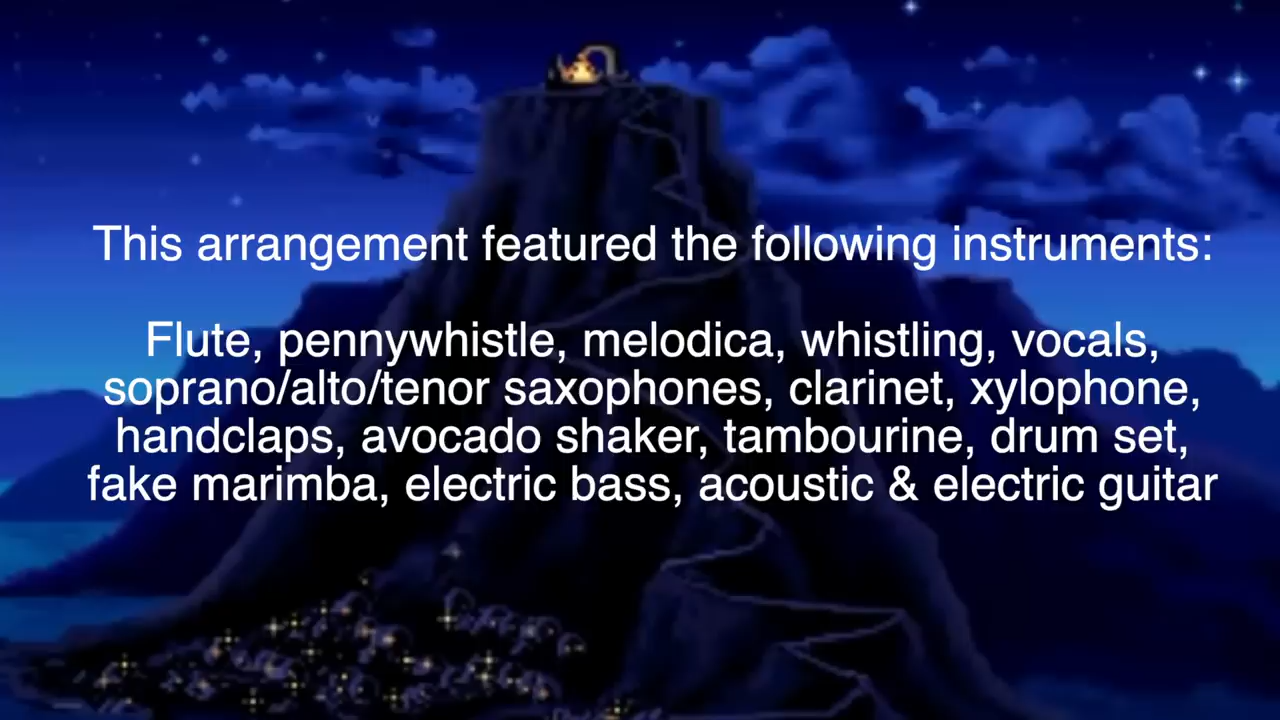 This arrangement featured the following instruments:
Flute, pennywhistle, melodica, whistling, vocals,
soprano/alto/tenor saxophones, clarinet, xylophone,
handclaps, avocado shaker, tambourine, drum set,
fake marimba, electric bass, acoustic & electric guitar